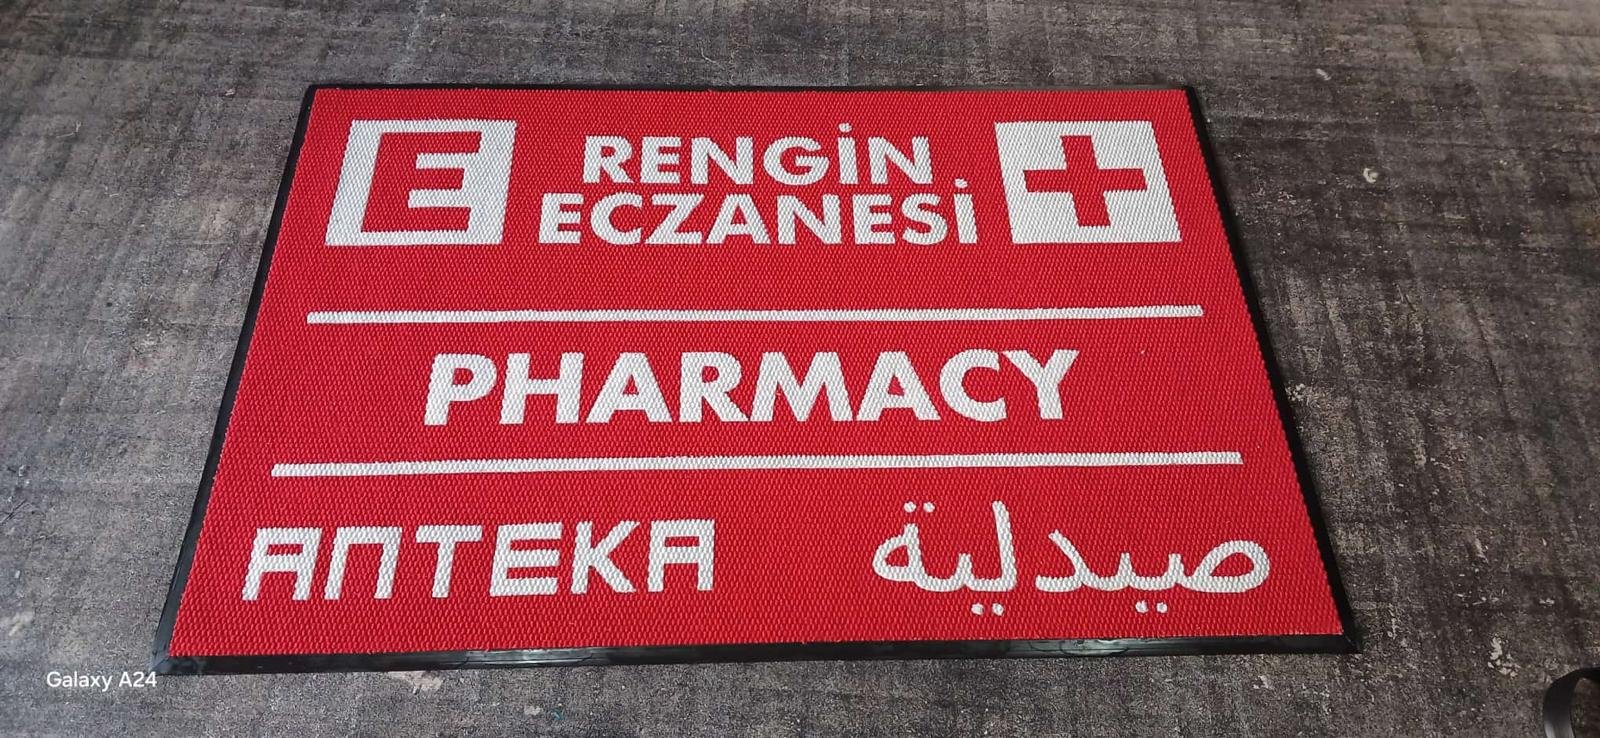 E
RENGİN
ECZANESİ
PHARMACY
АПТЕКА
صيدلية
Galaxy A24